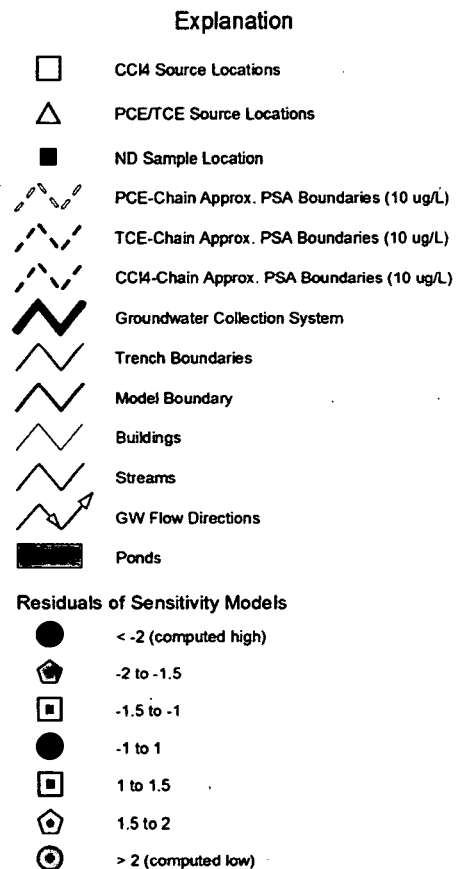 Explanation
CCl4 Source Locations
PCE/TCE Source Locations
ND Sample Location
PCE-Chain Approx. PSA Boundaries (10 ug/L)
TCE-Chain Approx. PSA Boundaries (10 ug/L)
CCl4-Chain Approx. PSA Boundaries (10 ug/L)
Groundwater Collection System
Trench Boundaries
Model Boundary
Buildings
Streams
GW Flow Directions
Ponds
Residuals of Sensitivity Models
< -2 (computed high)
-2 to -1.5
-1.5 to -1
-1 to 1
1 to 1.5
1.5 to 2
> 2 (computed low)